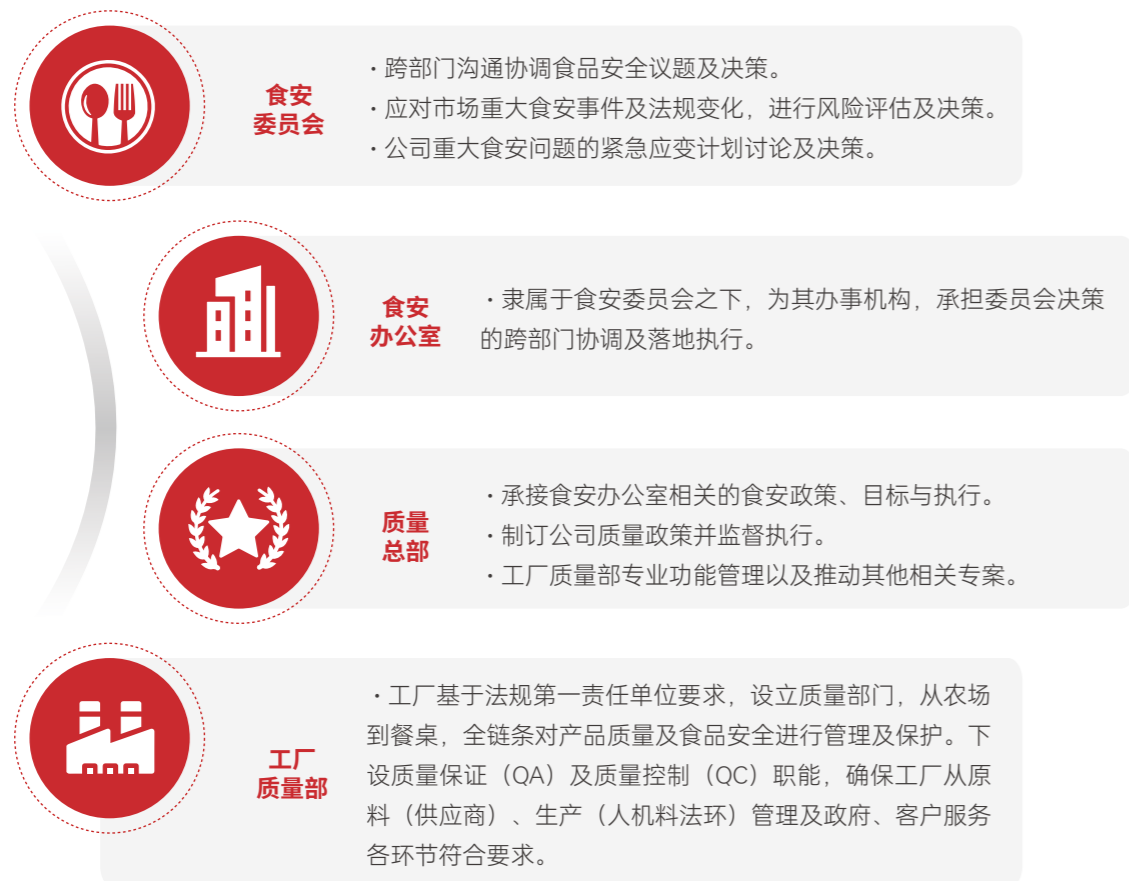 食安
委员会
·跨部门沟通协调食品安全议题及决策。
·应对市场重大食安事件及法规变化，进行风险评估及决策。
·公司重大食安问题的紧急应变计划讨论及决策。
食安
办公室
·隶属于食安委员会之下，为其办事机构，承担委员会决策
的跨部门协调及落地执行。
质量
总部
·承接食安办公室相关的食安政策、目标与执行。
·制订公司质量政策并监督执行。
·工厂质量部专业功能管理以及推动其他相关专案。
工厂
质量部
·工厂基于法规第一责任单位要求，设立质量部门，从农场
到餐桌，全链条对产品质量及食品安全进行管理及保护。下
设质量保证（QA）及质量控制（QC）职能，确保工厂从原
料（供应商）、生产（人机料法环）管理及政府、客户服务
各环节符合要求。